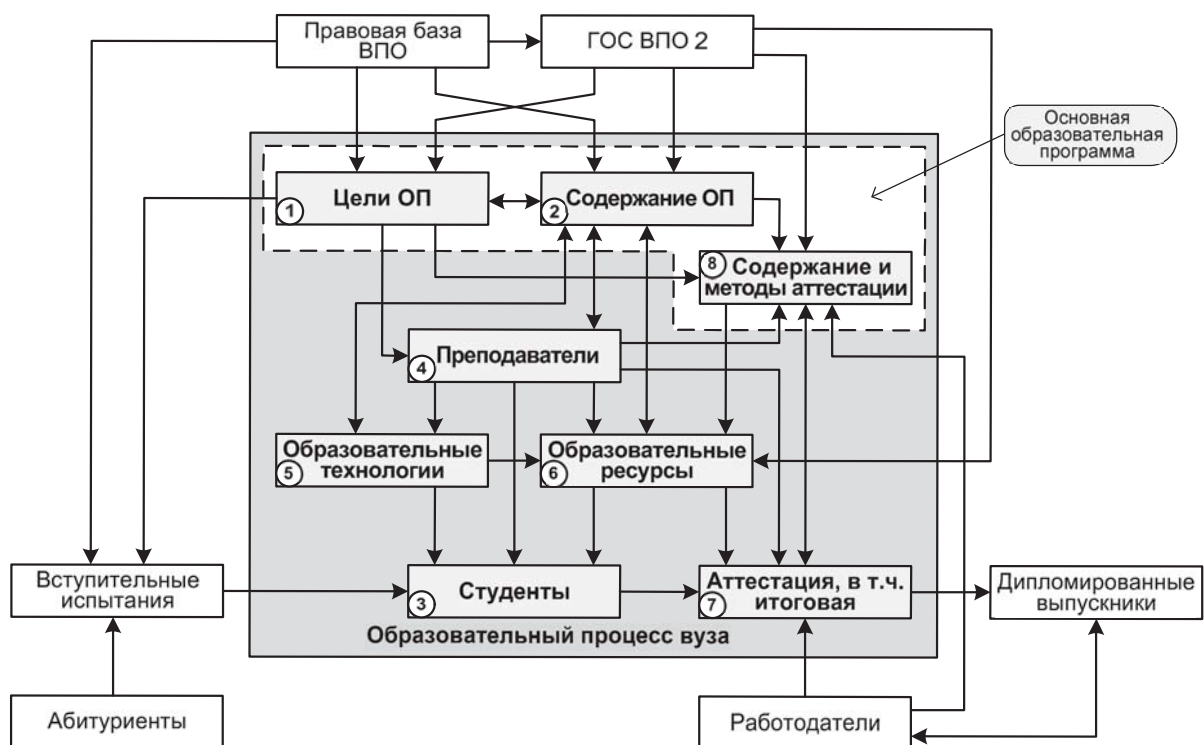 Правовая база
ВПО
ГОС ВПО 2
Основная
образовательная
программа
1
Цели ОП
2
Содержание ОП
8
Содержание и
методы аттестации
4
Преподаватели
5
Образовательные
технологии
6
Образовательные
ресурсы
Вступительные
испытания
3
Студенты
7
Аттестация, в т.ч.
итоговая
Дипломированные
выпускники
Образовательный процесс вуза
Абитуриенты
Работодатели